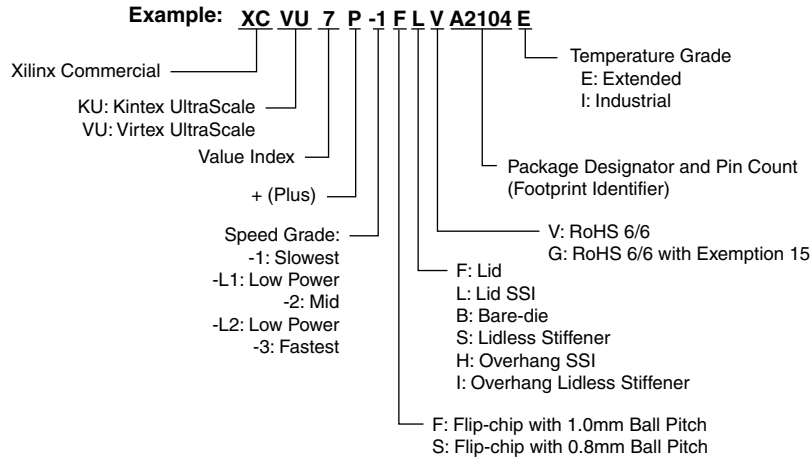 Example: XC VU 7 P -1 F L V A2104 E
Temperature Grade
E: Extended
I: Industrial
Xilinx Commercial
KU: Kintex UltraScale
VU: Virtex UltraScale
Value Index
Package Designator and Pin Count
(Footprint Identifier)
+ (Plus)
Speed Grade:
-1: Slowest
-L1: Low Power
-2: Mid
-L2: Low Power
-3: Fastest
V: RoHS 6/6
G: RoHS 6/6 with Exemption 15
F: Lid
L: Lid SSI
B: Bare-die
S: Lidless Stiffener
H: Overhang SSI
I: Overhang Lidless Stiffener
F: Flip-chip with 1.0mm Ball Pitch
S: Flip-chip with 0.8mm Ball Pitch